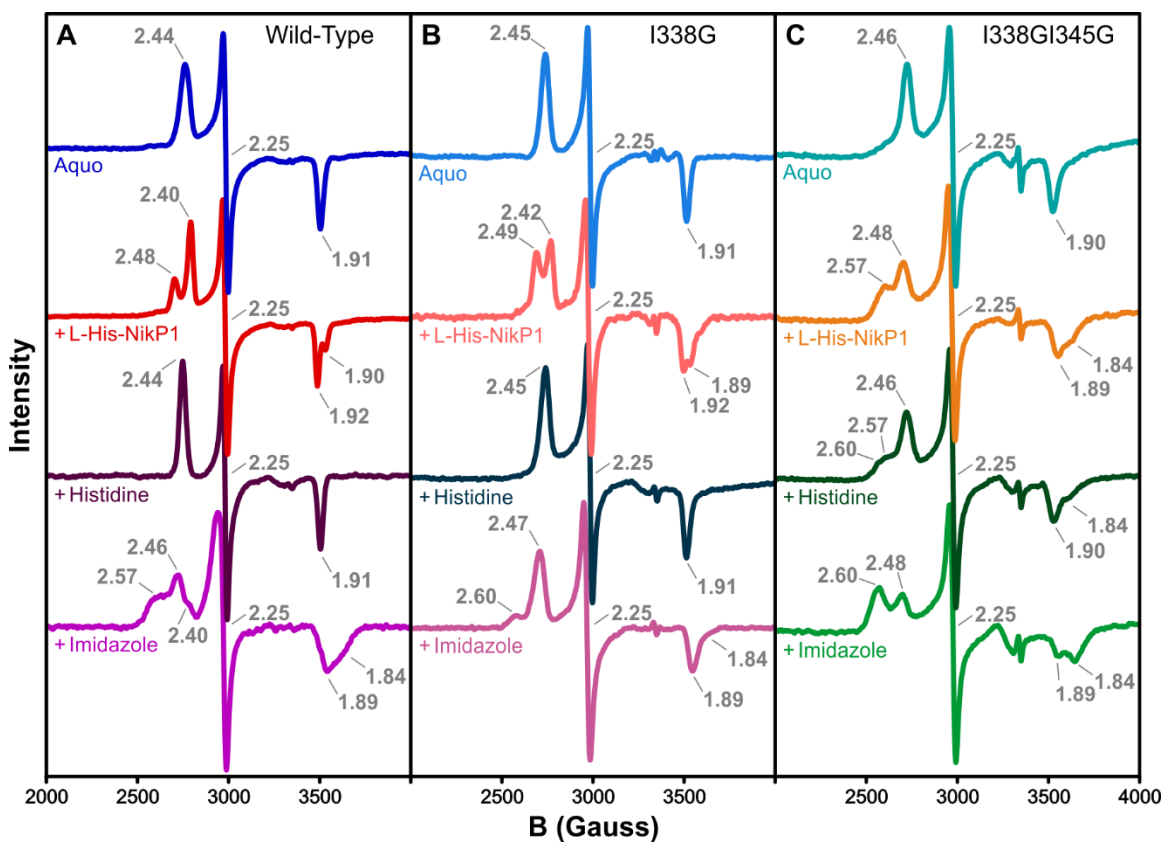 A
Wild-Type
2.44
2.25
Aquo
1.91
2.40
2.48
2.25
+ L-His-NikP1
1.90
1.92
2.44
2.25
+ Histidine
1.91
2.46
2.57
2.40
2.25
+ Imidazole
1.84
1.89
B
I338G
2.45
2.25
Aquo
1.91
2.42
2.49
2.25
+ L-His-NikP1
1.89
1.92
2.45
2.25
+ Histidine
1.91
2.47
2.60
2.25
+ Imidazole
1.84
1.89
C
I338GI345G
2.46
2.25
Aquo
1.90
2.48
2.57
2.25
+ L-His-NikP1
1.84
1.89
2.46
2.57
2.60
2.25
+ Histidine
1.84
1.90
2.60
2.48
2.25
+ Imidazole
1.89
1.84
Intensity
2000 2500 3000 3500 2500 3000 3500 2500 3000 3500 4000
B (Gauss)